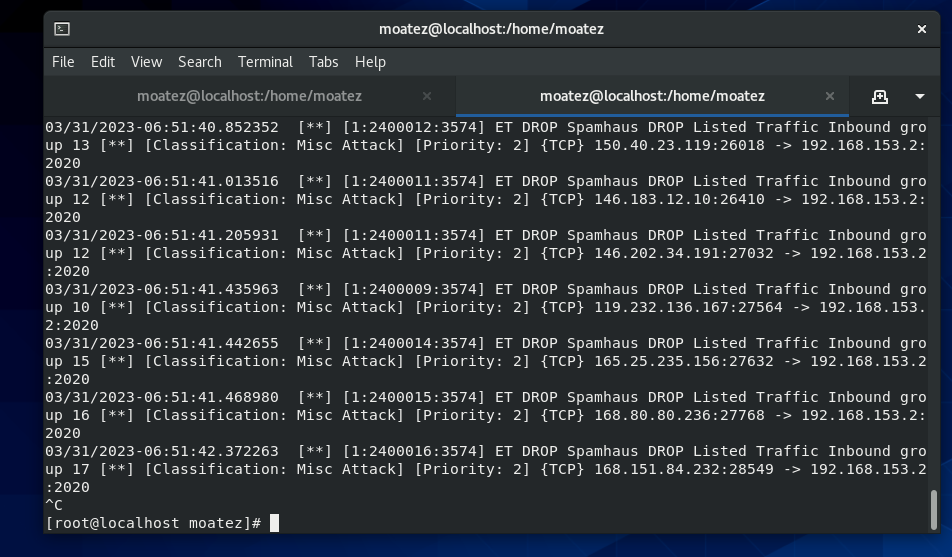 moatez@localhost:/home/moatez
File Edit View Search Terminal Tabs Help
moatez@localhost:/home/moatez
moatez@localhost:/home/moatez
03/31/2023-06:51:40.852352  [**] [1:2400012:3574] ET DROP Spamhaus DROP Listed Traffic Inbound gro
up 13 [**] [Classification: Misc Attack] [Priority: 2] {TCP} 150.40.23.119:26018 -> 192.168.153.2:
2020
03/31/2023-06:51:41.013516  [**] [1:2400011:3574] ET DROP Spamhaus DROP Listed Traffic Inbound gro
up 12 [**] [Classification: Misc Attack] [Priority: 2] {TCP} 146.183.12.10:26410 -> 192.168.153.2:
2020
03/31/2023-06:51:41.205931  [**] [1:2400011:3574] ET DROP Spamhaus DROP Listed Traffic Inbound gro
up 12 [**] [Classification: Misc Attack] [Priority: 2] {TCP} 146.202.34.191:27032 -> 192.168.153.2
:2020
03/31/2023-06:51:41.435963  [**] [1:2400009:3574] ET DROP Spamhaus DROP Listed Traffic Inbound gro
up 10 [**] [Classification: Misc Attack] [Priority: 2] {TCP} 119.232.136.167:27564 -> 192.168.153.
2:2020
03/31/2023-06:51:41.442655  [**] [1:2400014:3574] ET DROP Spamhaus DROP Listed Traffic Inbound gro
up 15 [**] [Classification: Misc Attack] [Priority: 2] {TCP} 165.25.235.156:27632 -> 192.168.153.2
:2020
03/31/2023-06:51:41.468980  [**] [1:2400015:3574] ET DROP Spamhaus DROP Listed Traffic Inbound gro
up 16 [**] [Classification: Misc Attack] [Priority: 2] {TCP} 168.80.80.236:27768 -> 192.168.153.2:
2020
03/31/2023-06:51:42.372263  [**] [1:2400016:3574] ET DROP Spamhaus DROP Listed Traffic Inbound gro
up 17 [**] [Classification: Misc Attack] [Priority: 2] {TCP} 168.151.84.232:28549 -> 192.168.153.2
:2020
^C
[root@localhost moatez]#